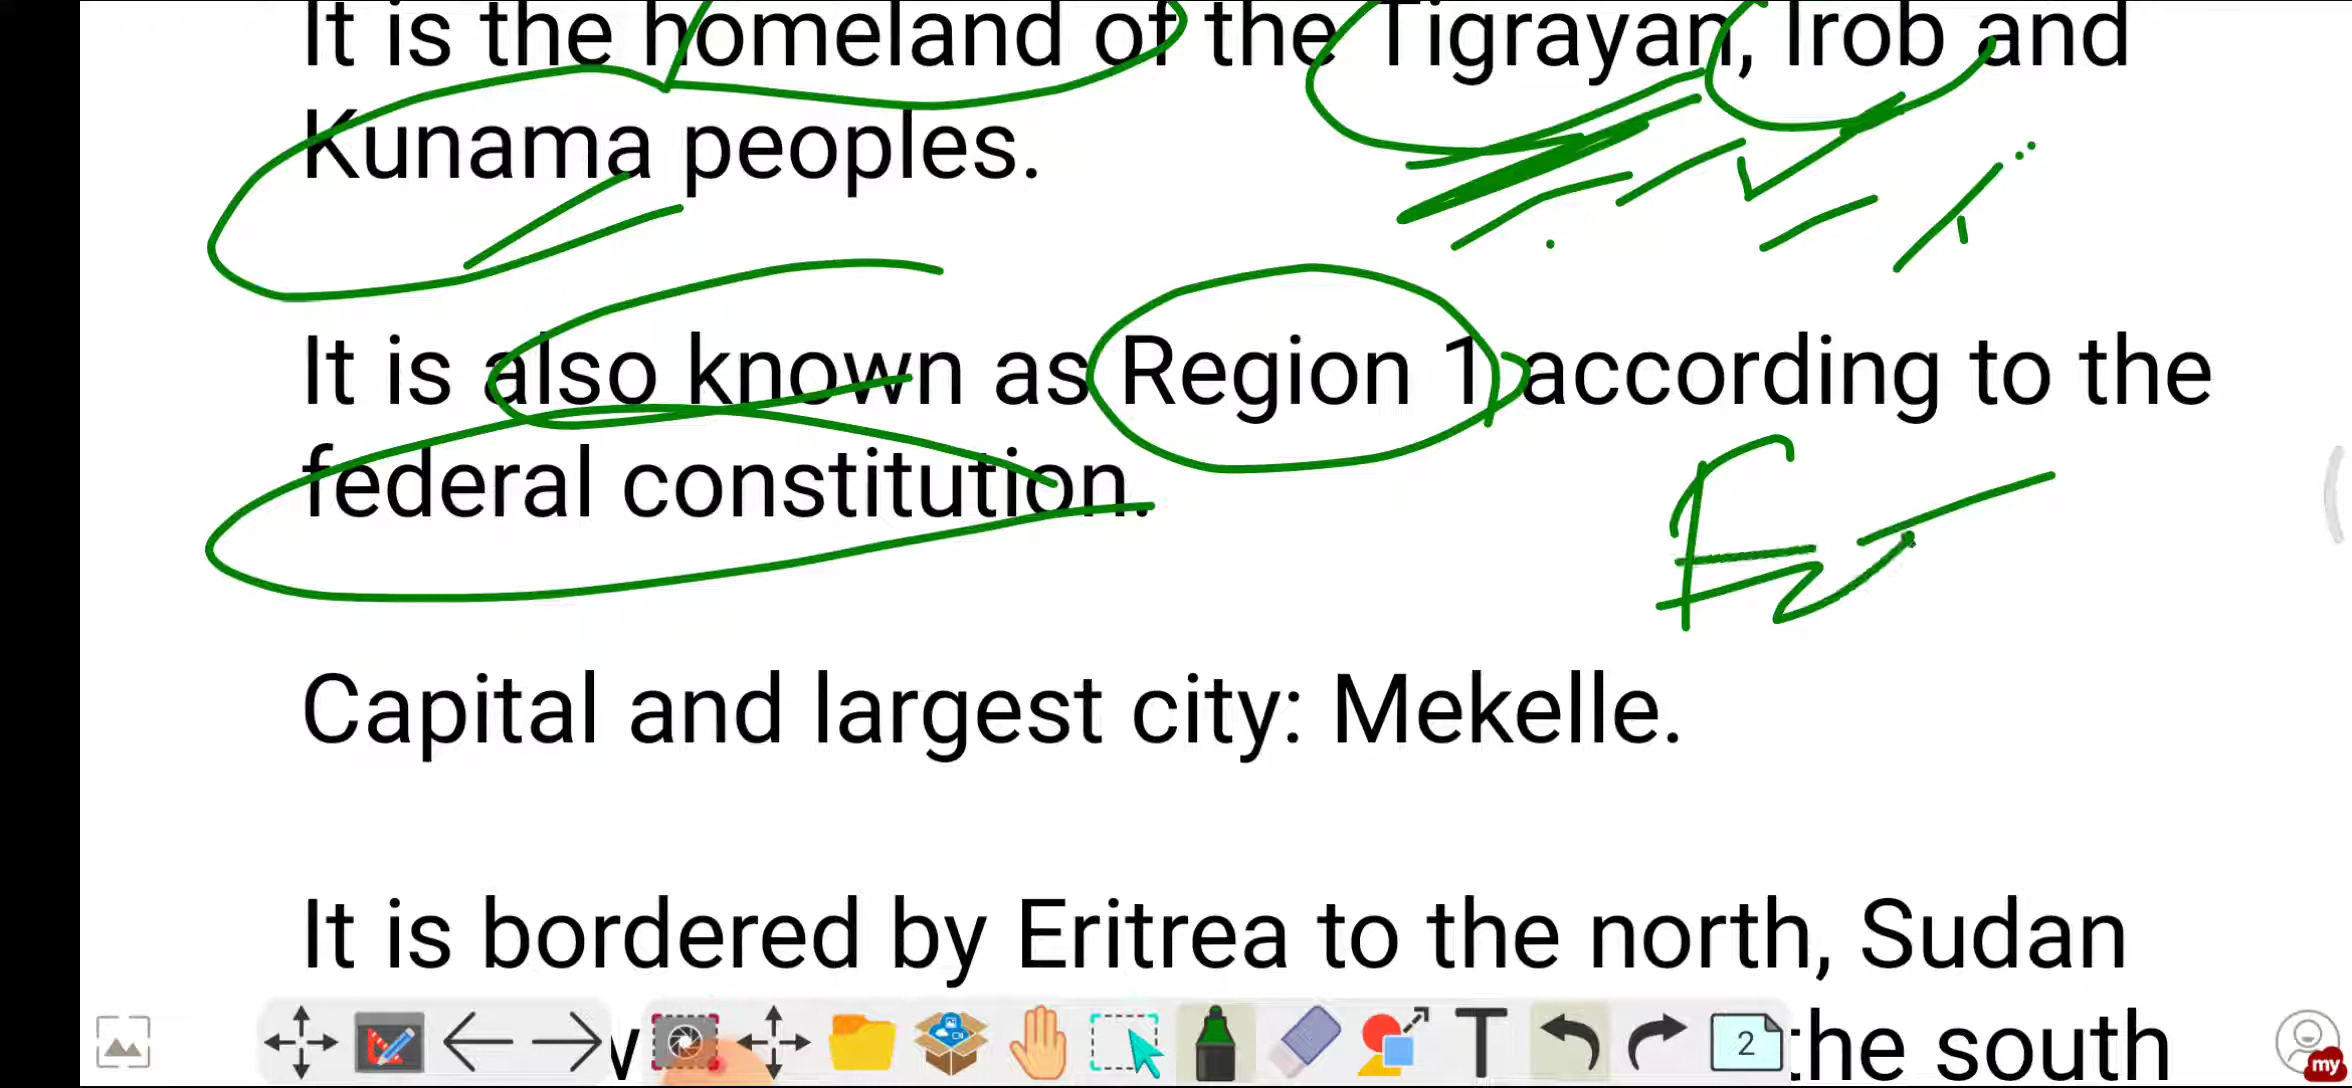 It is the homeland of the Tigrayan, Irob and
Kunama peoples.
It is also known as Region 1 according to the
federal constitution.
Capital and largest city: Mekelle.
It is bordered by Eritrea to the north, Sudan
the south
2
my